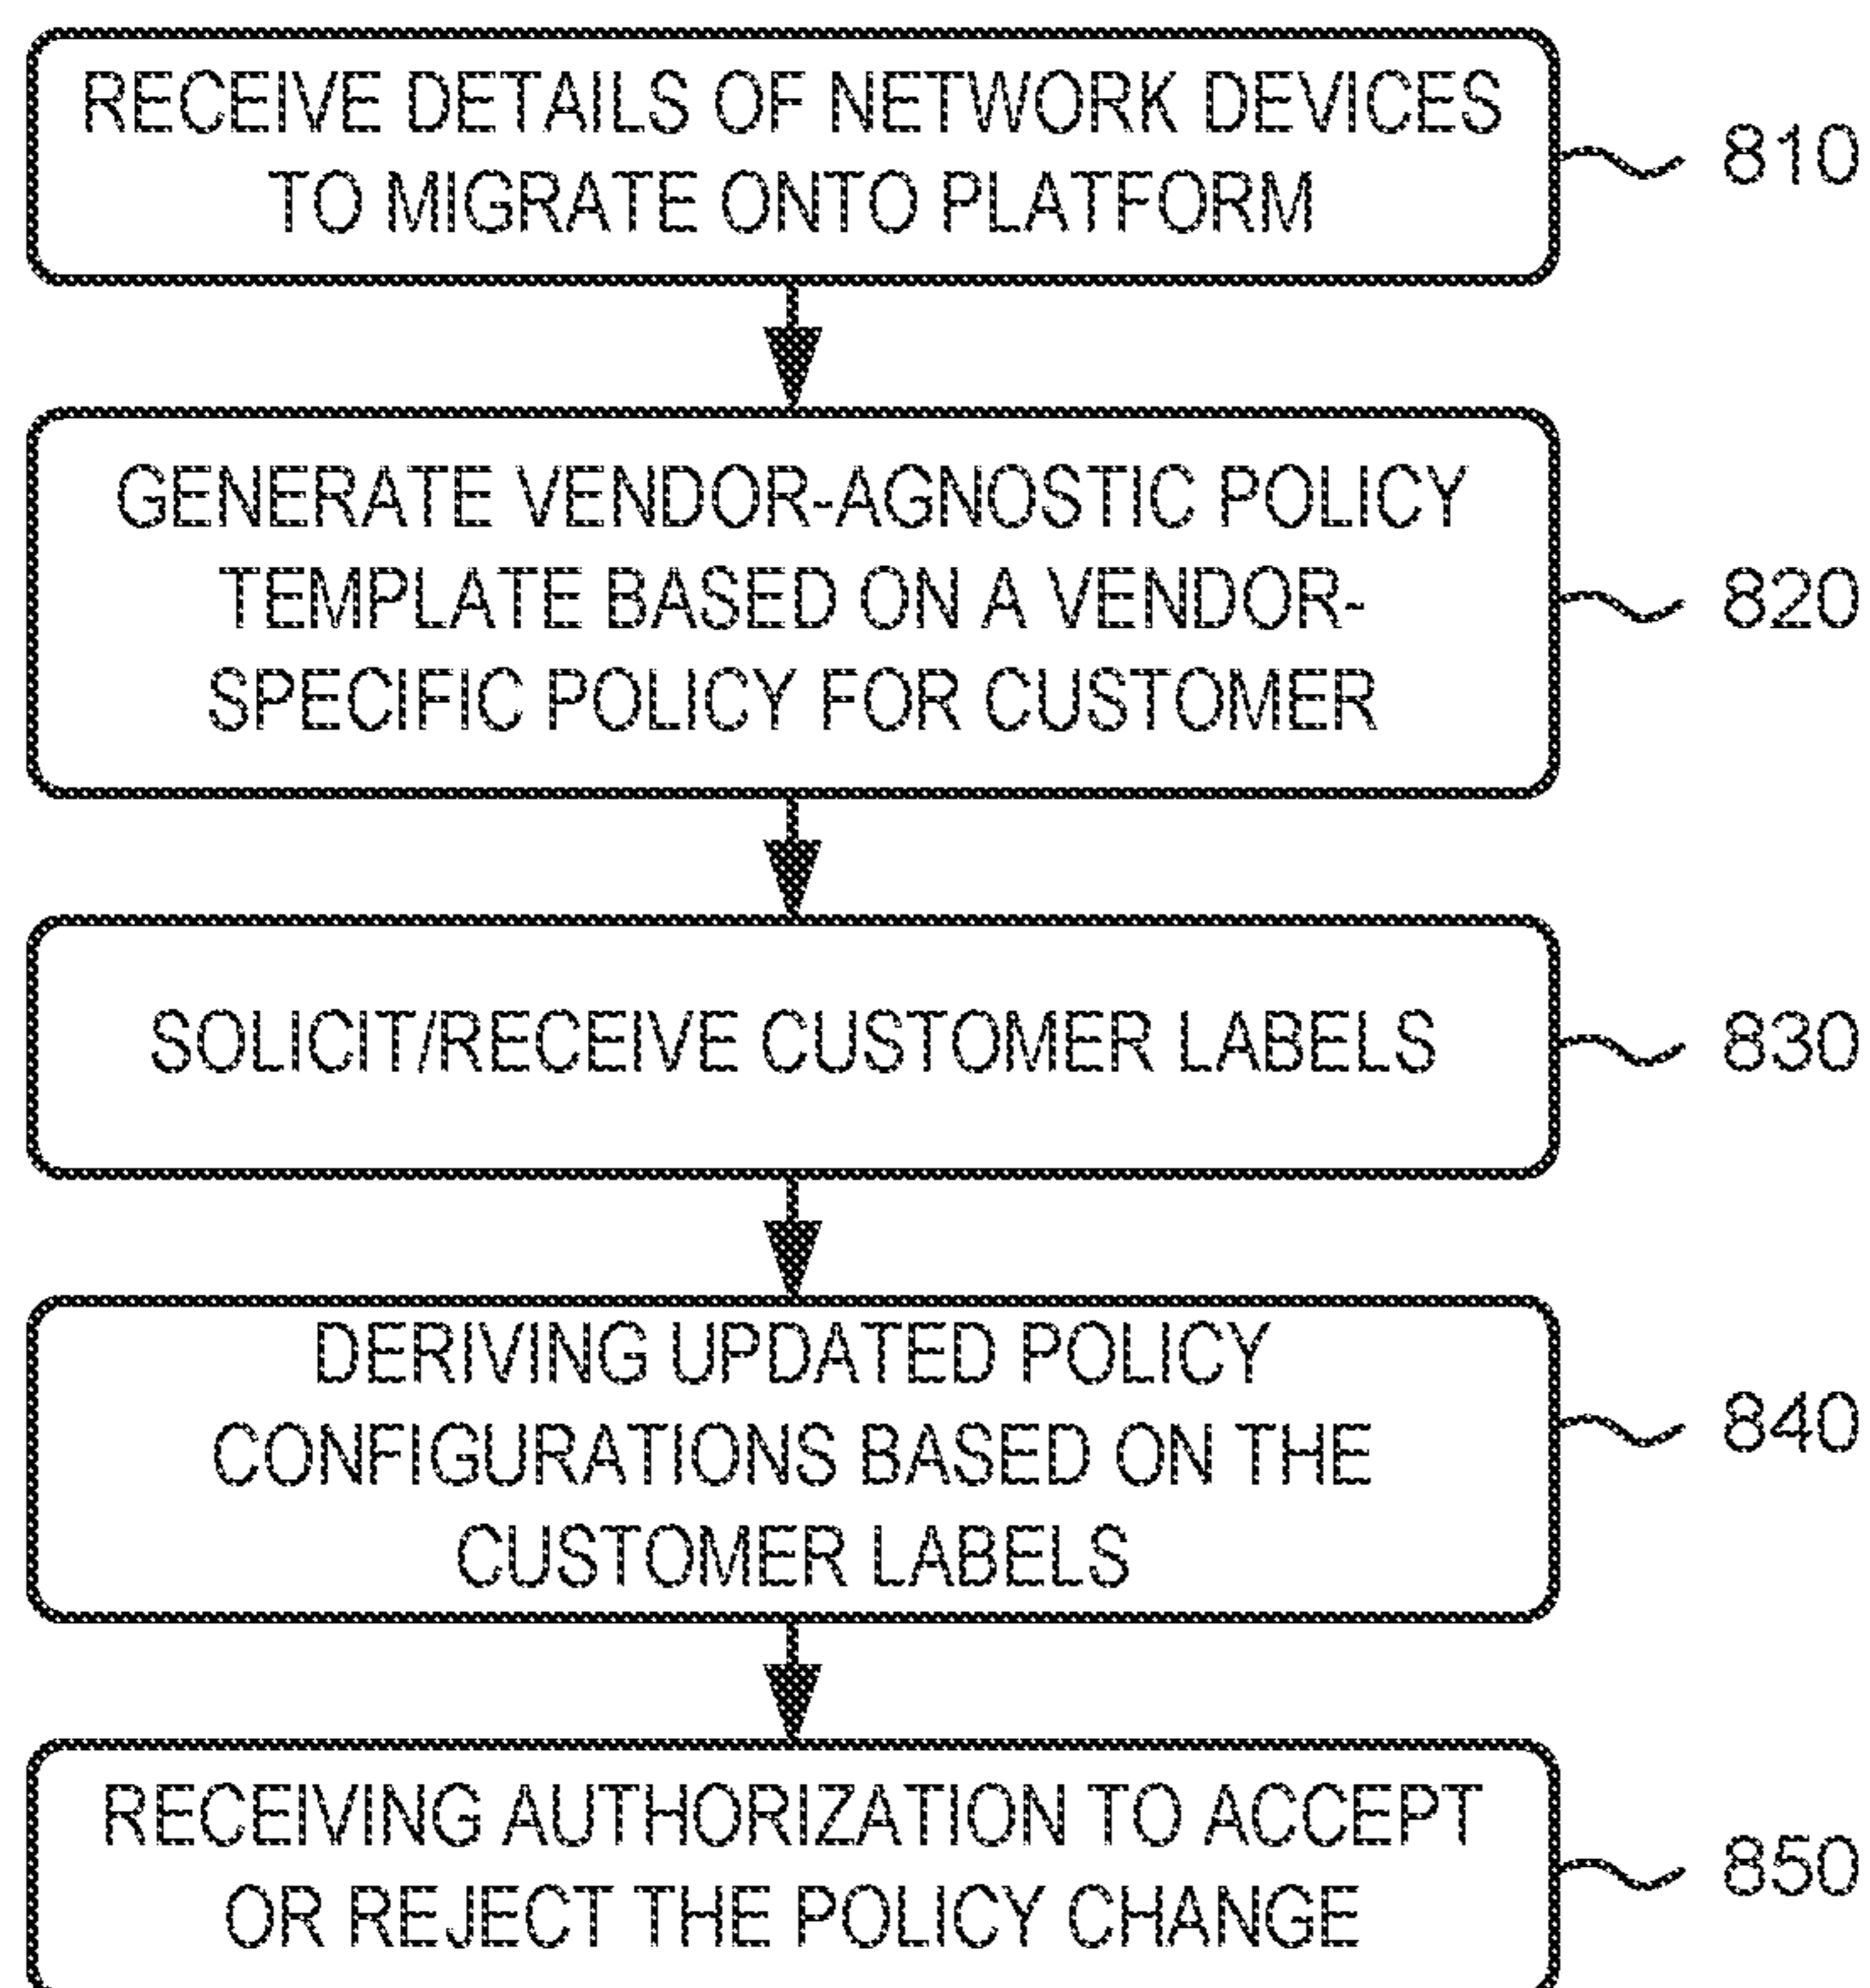 RECEIVE DETAILS OF NETWORK DEVICES
TO MIGRATE ONTO PLATFORM
810
GENERATE VENDOR-AGNOSTIC POLICY
TEMPLATE BASED ON A VENDOR-
SPECIFIC POLICY FOR CUSTOMER
820
SOLICIT/RECEIVE CUSTOMER LABELS
830
DERIVING UPDATED POLICY
CONFIGURATIONS BASED ON THE
CUSTOMER LABELS
840
RECEIVING AUTHORIZATION TO ACCEPT
OR REJECT THE POLICY CHANGE
850